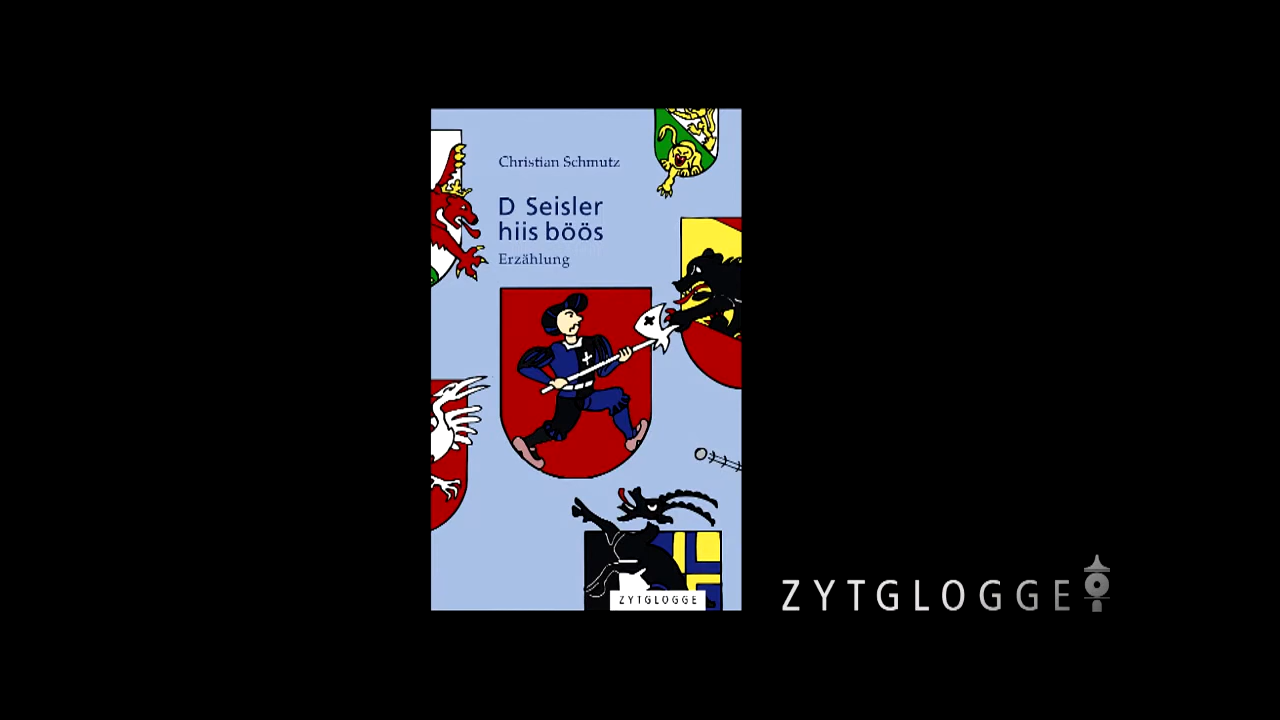 Christian Schmutz
D Seisler
hiis böös
Erzählung
ZYTGLOGGE
ZYTGLOGGE